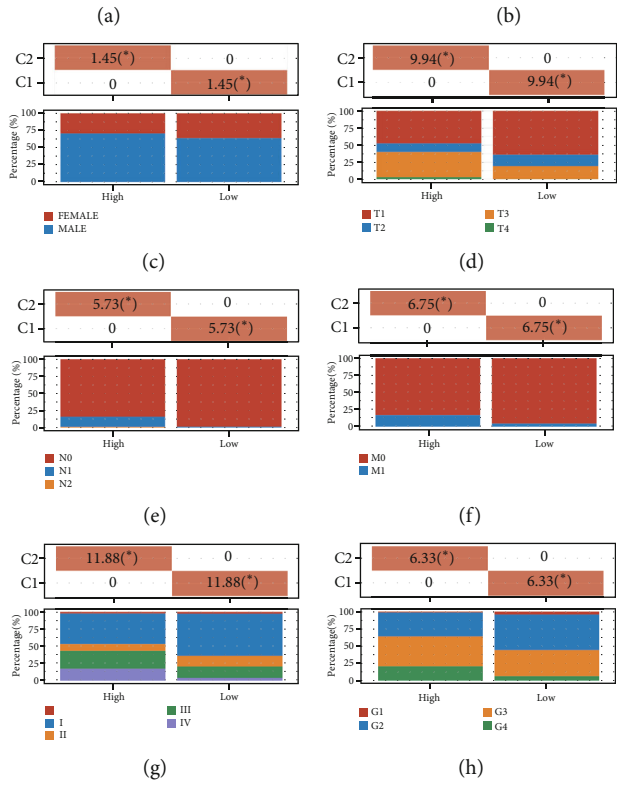 (a)
(b)
C2 1.45(*) 0
C1 0 1.45(*)
Percentage (%)
100
75
50
25
0
High Low
FEMALE
MALE
(c)
9.94(*) 0
C2
C1 0 9.94(*)
Percentage (%)
100
75
50
25
0
High Low
T1 T3
T2 T4
(d)
C2 5.73(*) 0
C1 0 5.73(*)
Percentage(%)
100
75
50
25
0
High Low
N0
N1
N2
(e)
C2 6.75(*) 0
C1 0 6.75(*)
Percentage(%)
100
75
50
25
0
High Low
M0
M1
(f)
C2 11.88(*) 0
C1 0 11.88(*)
Percentage(%)
100
75
50
25
0
High Low
III
I IV
II
(g)
C2 6.33(*) 0
C1 0 6.33(*)
Percentage(%)
100
75
50
25
0
High Low
G1 G3
G2 G4
(h)